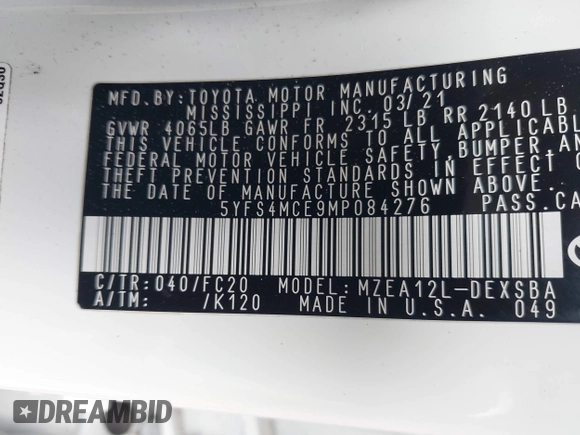 MFD. BY: TOYOTA MOTOR MANUFACTURING
MISSISSIPPI INC. 03/21
GVWR 4065LB GAWR FR 2315 LB RR 2140 LB
THIS VEHICLE CONFORMS TO ALL APPLICABL
FEDERAL MOTOR VEHICLE SAFETY, BUMPER, AN
THEFT PREVENTION STANDARDS IN EFFECT
THE DATE OF MANUFACTURE SHOWN ABOVE
5YFS4MCE9MP084276 PASS. CA
C/TR: 040/FC20 MODEL: MZEA12L-DEXSBA
A/TM: /K120 MADE IN U.S.A. 049
DREAMBID